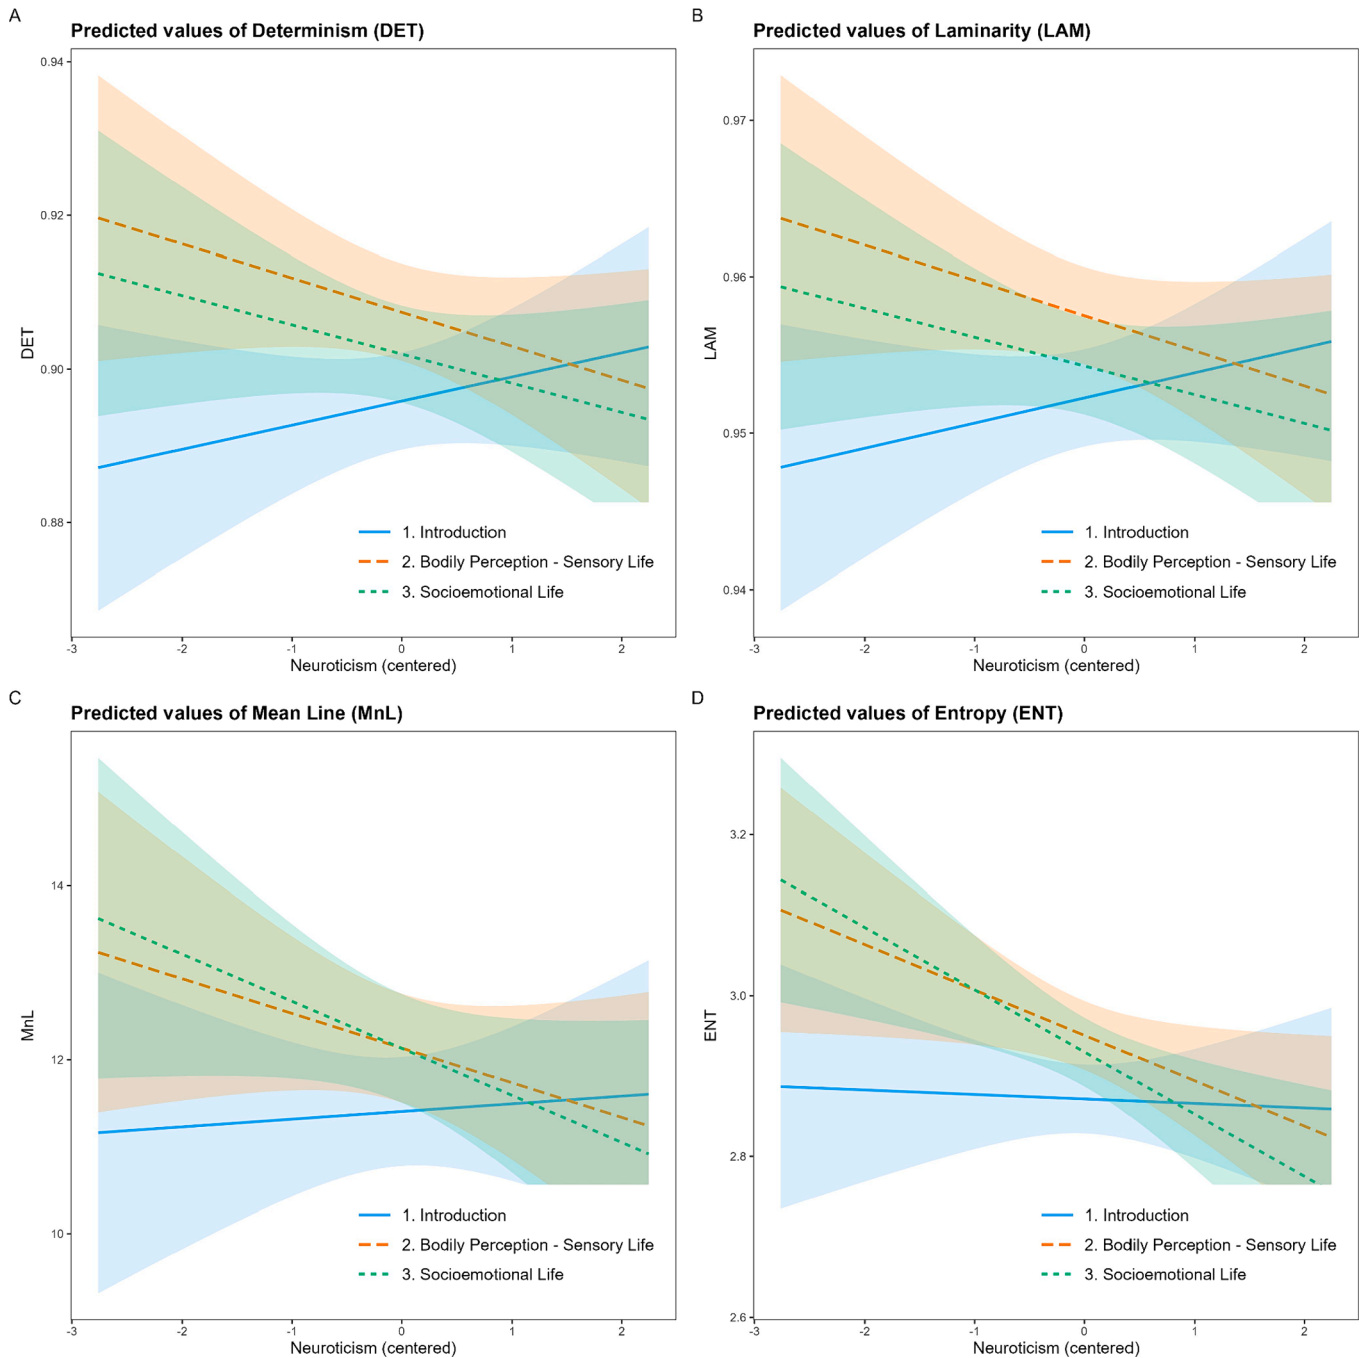 A
Predicted values of Determinism (DET)
0.94
0.92
0.90
0.88
DET
-3 -2 -1 0 1 2
Neuroticism (centered)
1. Introduction
2. Bodily Perception - Sensory Life
3. Socioemotional Life
B
Predicted values of Laminarity (LAM)
0.97
0.96
0.95
0.94
LAM
-3 -2 -1 0 1 2
Neuroticism (centered)
1. Introduction
2. Bodily Perception - Sensory Life
3. Socioemotional Life
C
Predicted values of Mean Line (MnL)
14
12
10
MnL
-3 -2 -1 0 1 2
Neuroticism (centered)
1. Introduction
2. Bodily Perception - Sensory Life
3. Socioemotional Life
D
Predicted values of Entropy (ENT)
3.2
3.0
2.8
2.6
ENT
-3 -2 -1 0 1 2
Neuroticism (centered)
1. Introduction
2. Bodily Perception - Sensory Life
3. Socioemotional Life